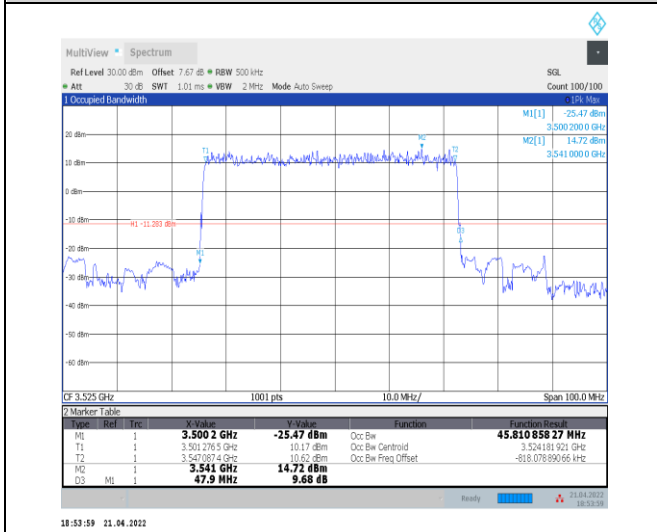 MultiView Spectrum
Ref Level 30.00 dBm Offset 7.67 dB RBW 500 kHz SGL
Att 30 dB SWT 1.01 ms VBW 2 MHz Mode Auto Sweep Count 100/100
1 Occupied Bandwidth 1Pk Max
M1[1] -25.47 dBm
3.500 200 0 GHz
M2[1] 14.72 dBm
3.541 000 0 GHz
20 dBm
M2
T1 T2
10 dBm
0 dBm
-10 dBm
H1 -11.283 dBm
D3
-20 dBm
M1
-30 dBm
-40 dBm
-50 dBm
-60 dBm
CF 3.525 GHz 1001 pts 10.0 MHz/ Span 100.0 MHz
2 Marker Table
Type Ref Trc X-Value Y-Value Function Function Result
M1 1 3.500 2 GHz -25.47 dBm Occ Bw 45.810 858 27 MHz
T1 1 3.501 276 5 GHz 10.17 dBm Occ Bw Centroid 3.524 181 921 GHz
T2 1 3.547 087 4 GHz 10.62 dBm Occ Bw Freq Offset -818.078 890 66 kHz
M2 1 3.541 GHz 14.72 dBm
D3 M1 1 47.9 MHz 9.68 dB
Ready 21.04.2022
18:53:59
18:53:59 21.04.2022